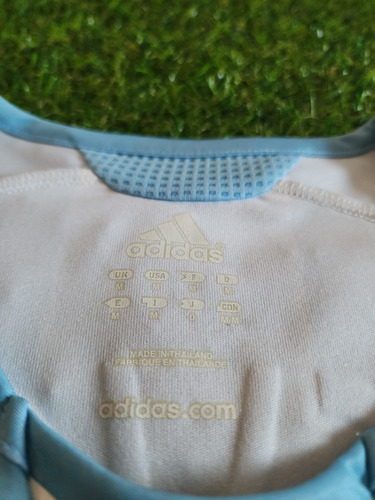 adidas
UK USA F D
M M M M
E I J CDN
M M
MADE IN THAILAND
FABRIQUE EN THAILANDE
adidas.com